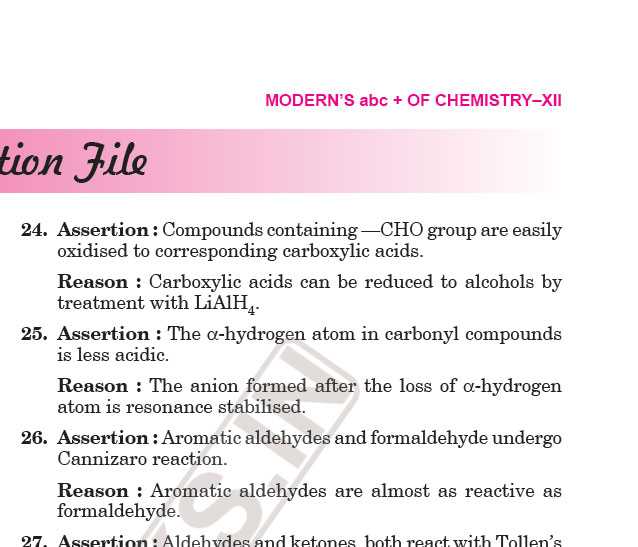 MODERN'S abc + OF CHEMISTRY–XII
tion File
24. Assertion : Compounds containing —CHO group are easily
oxidised to corresponding carboxylic acids.
Reason : Carboxylic acids can be reduced to alcohols by
treatment with LiAlH₄.
25. Assertion : The α-hydrogen atom in carbonyl compounds
is less acidic.
Reason : The anion formed after the loss of α-hydrogen
atom is resonance stabilised.
26. Assertion : Aromatic aldehydes and formaldehyde undergo
Cannizaro reaction.
Reason : Aromatic aldehydes are almost as reactive as
formaldehyde.
27. Assertion : Aldehydes and ketones, both react with Tollen's
S.IN